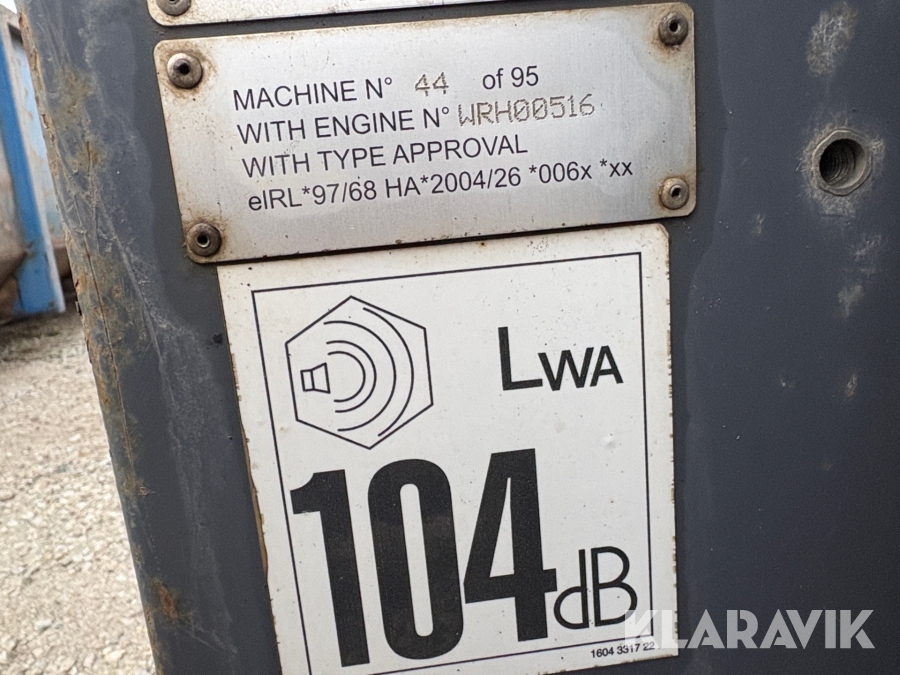 MACHINE N° 44 of 95
WITH ENGINE N° WRH00516
WITH TYPE APPROVAL
eIRL*97/68 HA*2004/26 *006x *xx
LWA
104dB
1604 3317 22
KLARAVIK